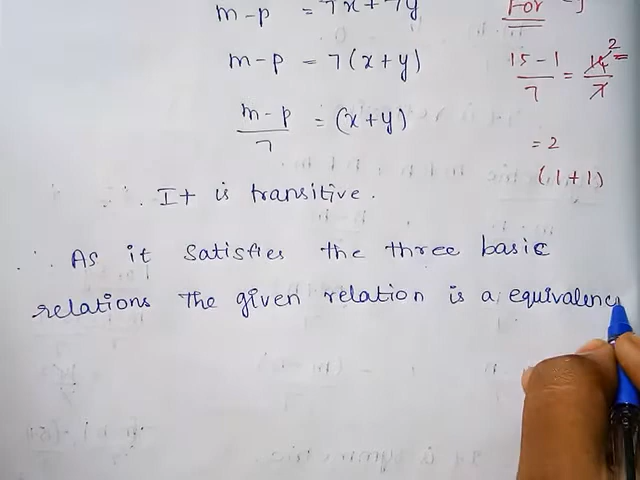 m-p = 7x+7y
m-p = 7(x+y)
m-p/7 = (x+y)
∴ It is transitive.
∴ As it satisfies the three basic
relations the given relation is a equivalenc
For
15-1/7 = 14/7 2
= 2
(1+1)